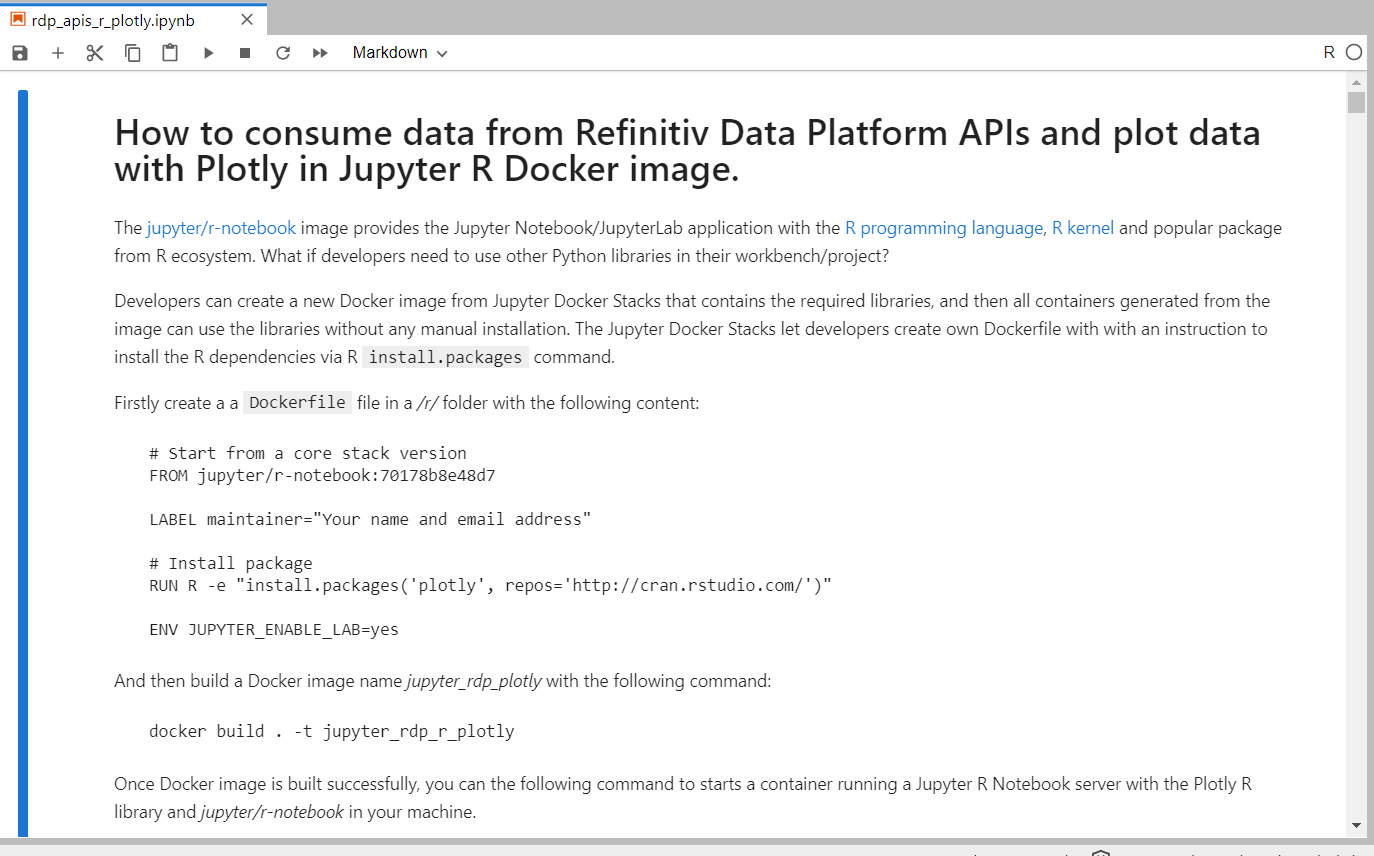 rdp_apis_r_plotly.ipynb
Markdown
R
How to consume data from Refinitiv Data Platform APIs and plot data
with Plotly in Jupyter R Docker image.
The jupyter/r-notebook image provides the Jupyter Notebook/JupyterLab application with the R programming language, R kernel and popular package
from R ecosystem. What if developers need to use other Python libraries in their workbench/project?
Developers can create a new Docker image from Jupyter Docker Stacks that contains the required libraries, and then all containers generated from the
image can use the libraries without any manual installation. The Jupyter Docker Stacks let developers create own Dockerfile with with an instruction to
install the R dependencies via R install.packages command.
Firstly create a a Dockerfile file in a /r/ folder with the following content:
# Start from a core stack version
FROM jupyter/r-notebook:70178b8e48d7
LABEL maintainer="Your name and email address"
# Install package
RUN R -e "install.packages('plotly', repos='http://cran.rstudio.com/')"
ENV JUPYTER_ENABLE_LAB=yes
And then build a Docker image name jupyter_rdp_plotly with the following command:
docker build . -t jupyter_rdp_r_plotly
Once Docker image is built successfully, you can the following command to starts a container running a Jupyter R Notebook server with the Plotly R
library and jupyter/r-notebook in your machine.